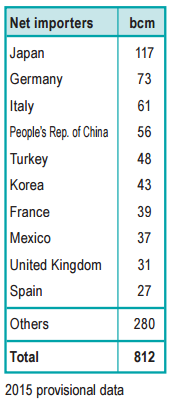 Net importers bcm
Japan 117
Germany 73
Italy 61
People's Rep. of China 56
Turkey 48
Korea 43
France 39
Mexico 37
United Kingdom 31
Spain 27
Others 280
Total 812
2015 provisional data